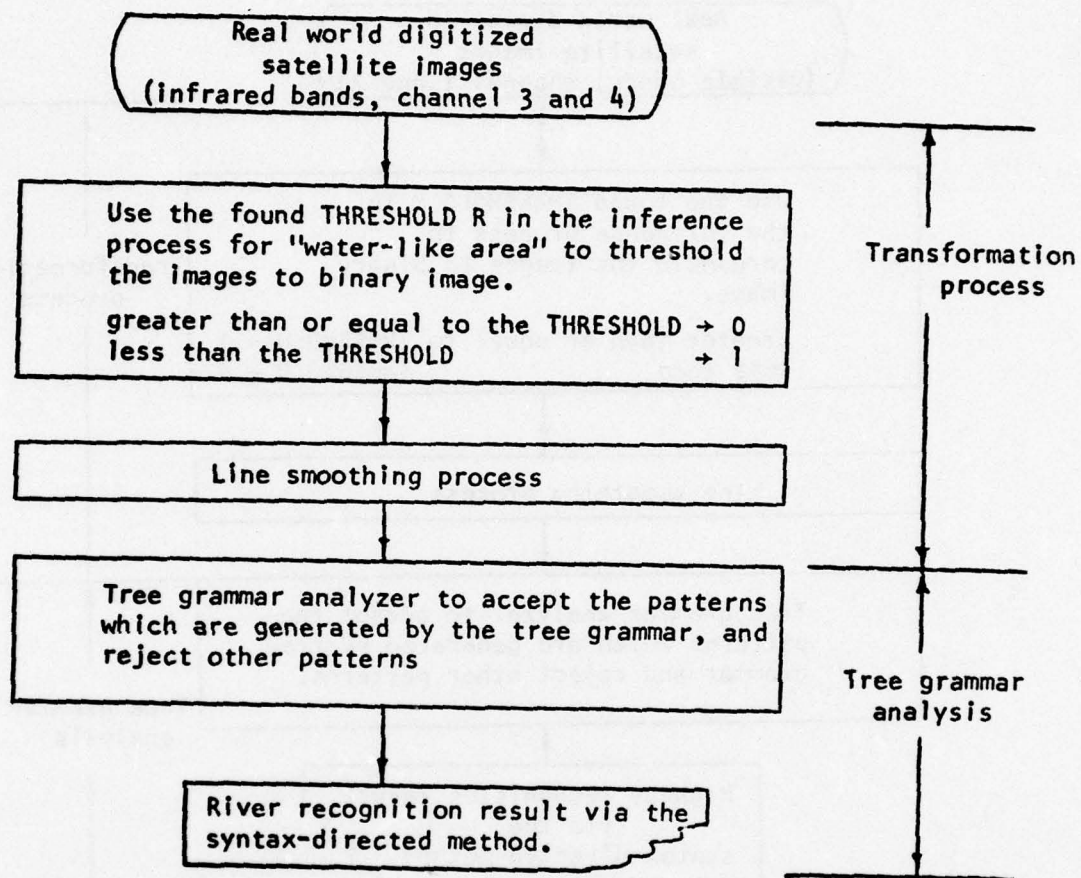 Real world digitized
satellite images
(infrared bands, channel 3 and 4)
Use the found THRESHOLD R in the inference
process for "water-like area" to threshold
the images to binary image.
greater than or equal to the THRESHOLD → 0
less than the THRESHOLD → 1
Transformation
process
Line smoothing process
Tree grammar analyzer to accept the patterns
which are generated by the tree grammar, and
reject other patterns
Tree grammar
analysis
River recognition result via the
syntax-directed method.